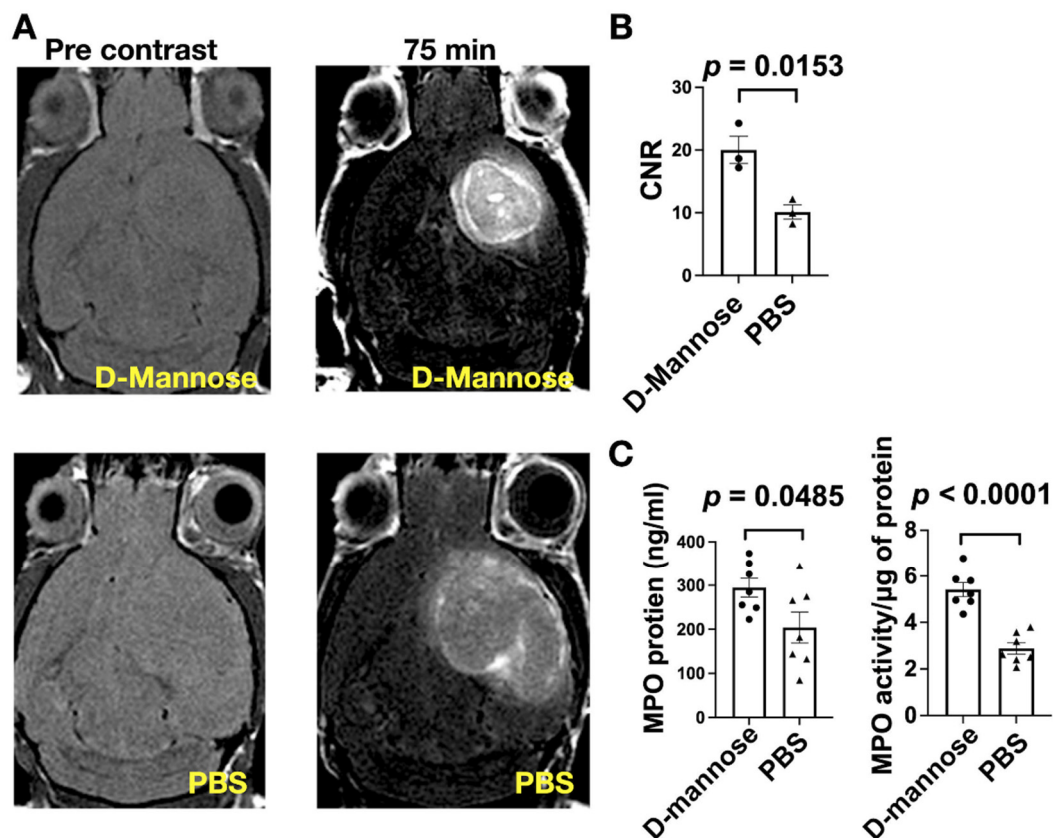 A
Pre contrast
75 min
D-Mannose
D-Mannose
PBS
PBS
B
p = 0.0153
CNR
30
20
10
0
D-Mannose
PBS
C
p = 0.0485
MPO protien (ng/ml)
400
300
200
100
0
D-mannose
PBS
p < 0.0001
MPO activity/µg of protein
8
6
4
2
0
D-mannose
PBS